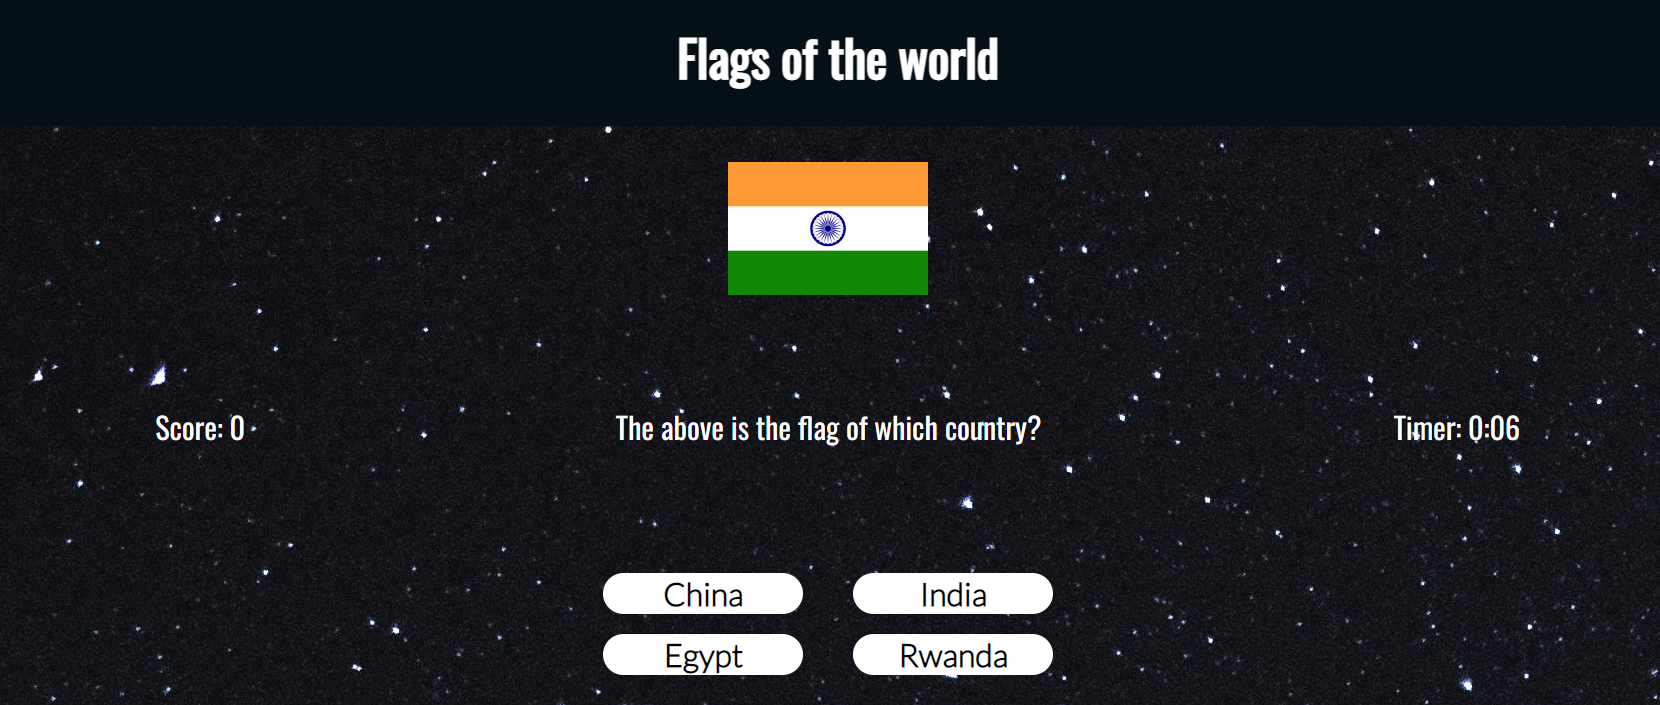 Flags of the world
Score: 0
The above is the flag of which country?
Timer: 0:06
China
India
Egypt
Rwanda